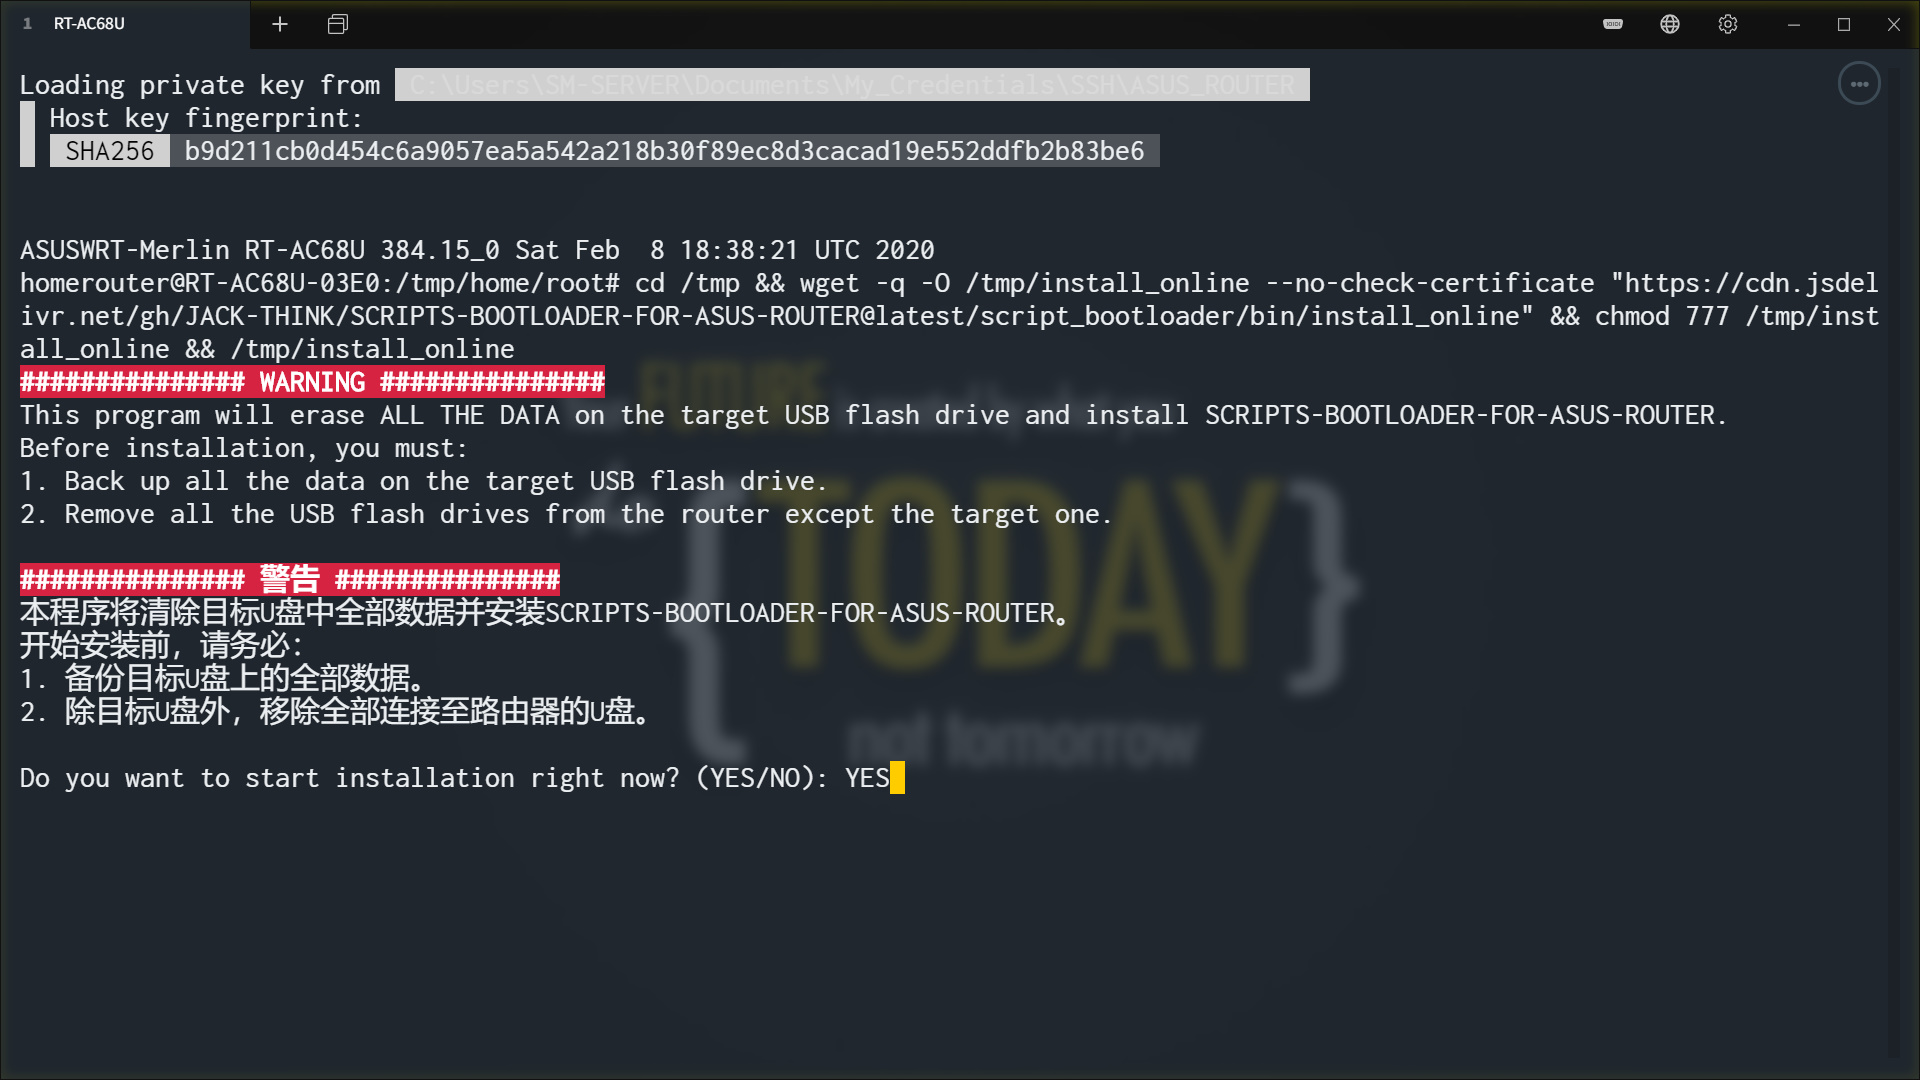 1 RT-AC68U
Loading private key from C:\Users\SM-SERVER\Documents\My_Credentials\SSH\ASUS_ROUTER
Host key fingerprint:
SHA256 b9d211cb0d454c6a9057ea5a542a218b30f89ec8d3cacad19e552ddfb2b83be6
ASUSWRT-Merlin RT-AC68U 384.15_0 Sat Feb  8 18:38:21 UTC 2020
homerouter@RT-AC68U-03E0:/tmp/home/root# cd /tmp && wget -q -O /tmp/install_online --no-check-certificate "https://cdn.jsdel
ivr.net/gh/JACK-THINK/SCRIPTS-BOOTLOADER-FOR-ASUS-ROUTER@latest/script_bootloader/bin/install_online" && chmod 777 /tmp/inst
all_online && /tmp/install_online
############### WARNING ###############
This program will erase ALL THE DATA on the target USB flash drive and install SCRIPTS-BOOTLOADER-FOR-ASUS-ROUTER.
Before installation, you must:
1. Back up all the data on the target USB flash drive.
2. Remove all the USB flash drives from the router except the target one.
############### 警告 ###############
本程序将清除目标U盘中全部数据并安装SCRIPTS-BOOTLOADER-FOR-ASUS-ROUTER。
开始安装前，请务必：
1. 备份目标U盘上的全部数据。
2. 除目标U盘外，移除全部连接至路由器的U盘。
Do you want to start installation right now? (YES/NO): YES
FUTURE
{TODAY}
not tomorrow